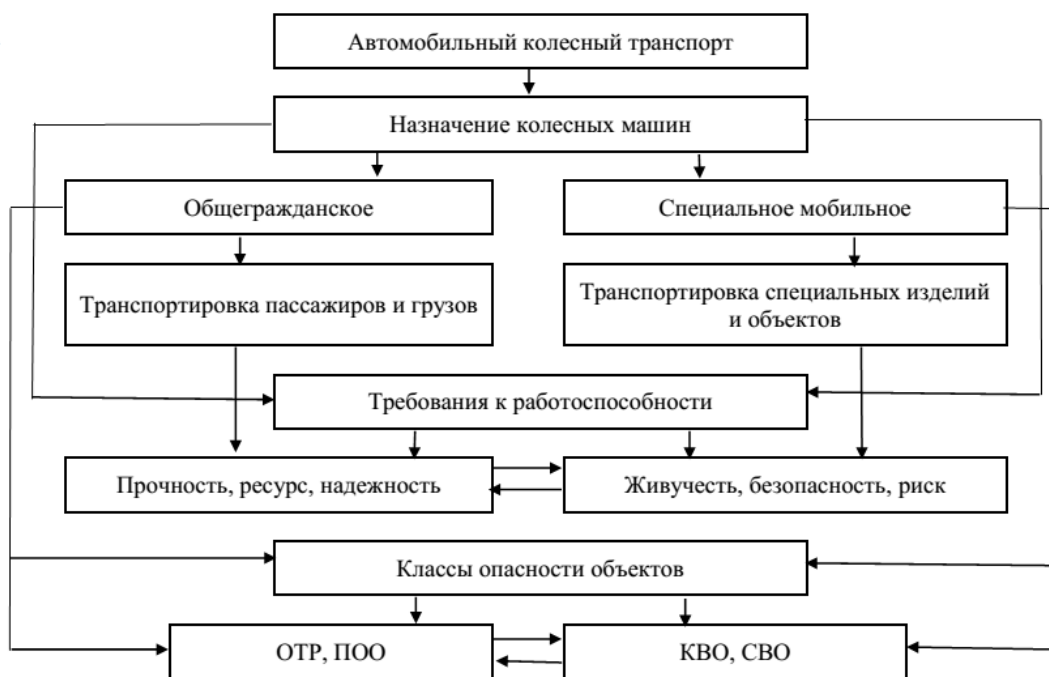 Автомобильный колесный транспорт
Назначение колесных машин
Общегражданское
Специальное мобильное
Транспортировка пассажиров и грузов
Транспортировка специальных изделий
и объектов
Требования к работоспособности
Прочность, ресурс, надежность
Живучесть, безопасность, риск
Классы опасности объектов
ОТР, ПОО
КВО, СВО